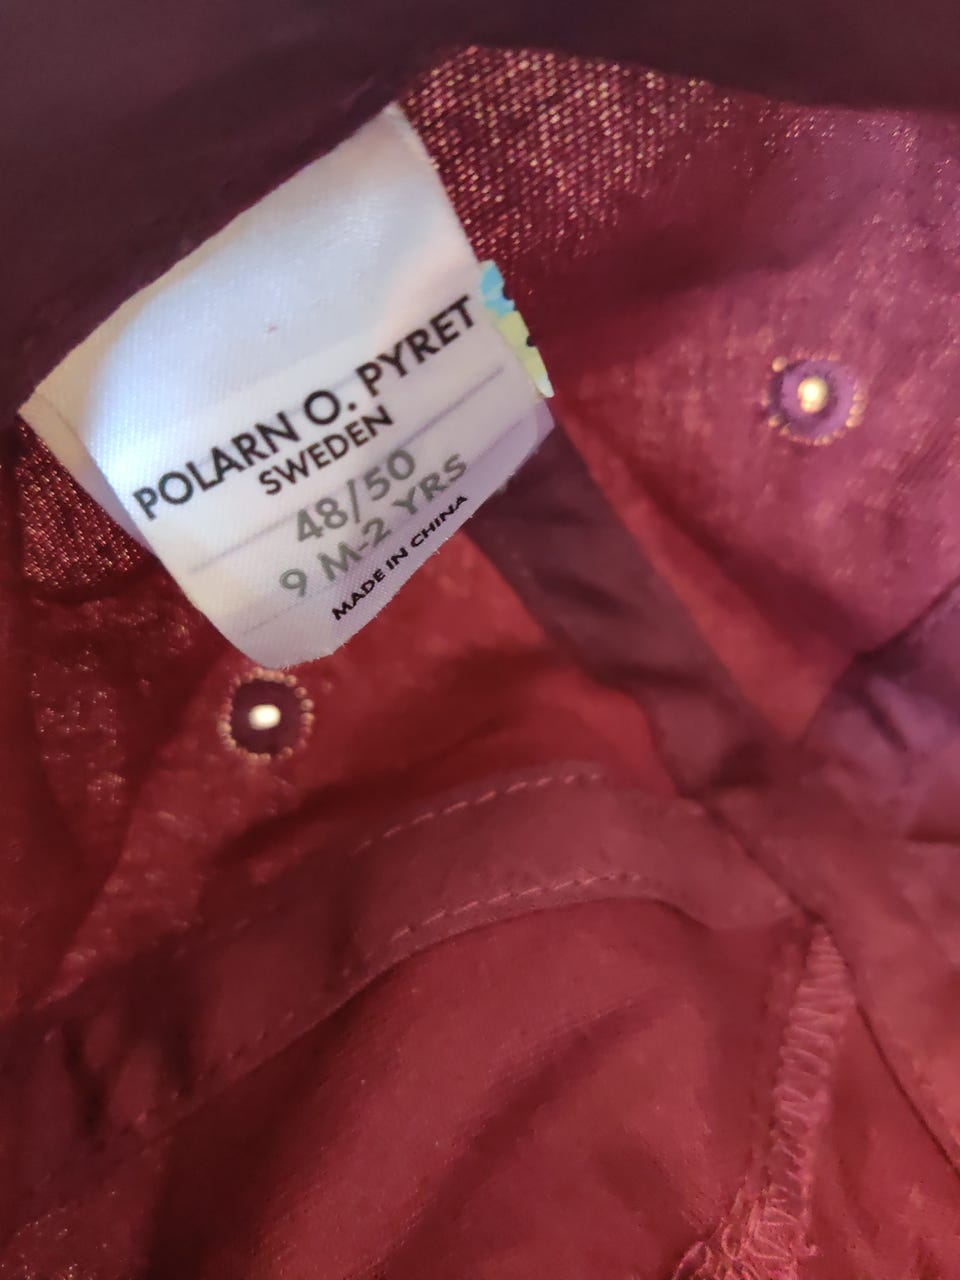 POLARN O. PYRET
SWEDEN
48/50
9 M-2 YRS
MADE IN CHINA